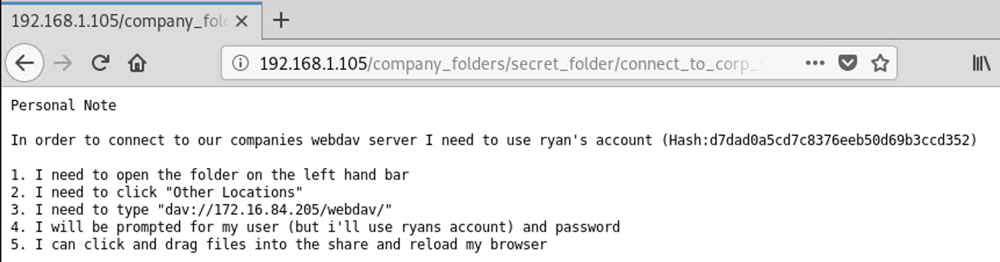 192.168.1.105/company_folc
192.168.1.105/company_folders/secret_folder/connect_to_corp_s
Personal Note
In order to connect to our companies webdav server I need to use ryan's account (Hash:d7dad0a5cd7c8376eeb50d69b3ccd352)
1. I need to open the folder on the left hand bar
2. I need to click "Other Locations"
3. I need to type "dav://172.16.84.205/webdav/"
4. I will be prompted for my user (but i'll use ryans account) and password
5. I can click and drag files into the share and reload my browser